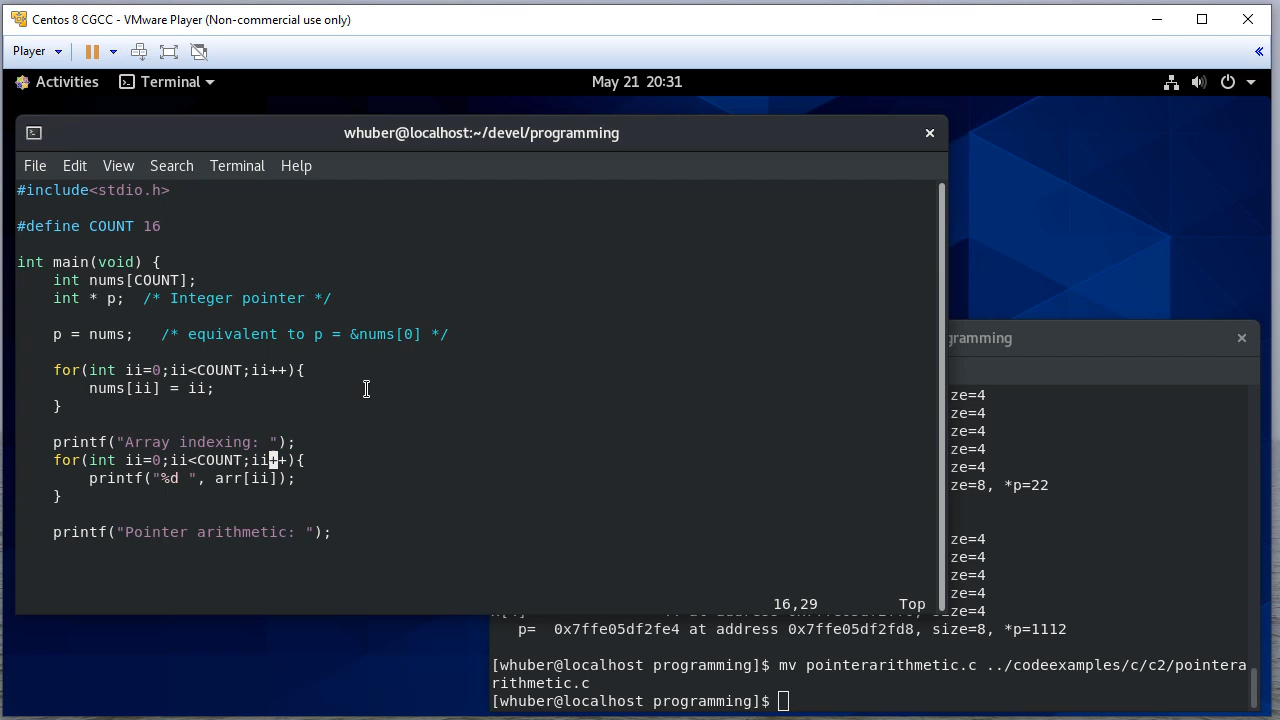 Centos 8 CGCC - VMware Player (Non-commercial use only)
Player
Activities Terminal May 21 20:31
whuber@localhost:~/devel/programming
File Edit View Search Terminal Help
#include<stdio.h>
#define COUNT 16
int main(void) {
int nums[COUNT];
int * p; /* Integer pointer */
p = nums; /* equivalent to p = &nums[0] */
for(int ii=0;ii<COUNT;ii++){
nums[ii] = ii;
}
printf("Array indexing: ");
for(int ii=0;ii<COUNT;ii++){
printf("%d ", arr[ii]);
}
printf("Pointer arithmetic: ");
16,29 Top
gramming
ze=4
ze=4
ze=4
ze=4
ze=4
ze=8, *p=22
ze=4
ze=4
ze=4
ze=4
ze=4
p= 0x7ffe05df2fe4 at address 0x7ffe05df2fd8, size=8, *p=1112
[whuber@localhost programming]$ mv pointerarithmetic.c ../codeexamples/c/c2/pointera
rithmetic.c
[whuber@localhost programming]$